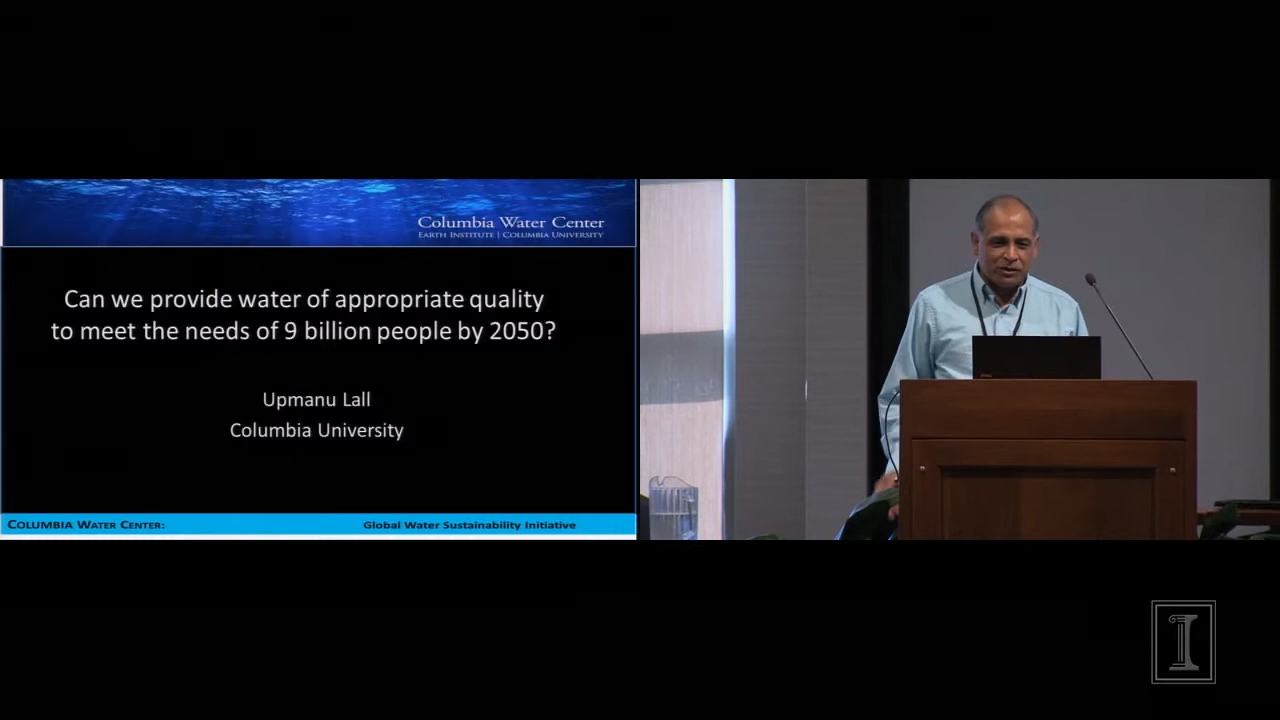 Columbia Water Center
EARTH INSTITUTE | COLUMBIA UNIVERSITY
Can we provide water of appropriate quality
to meet the needs of 9 billion people by 2050?
Upmanu Lall
Columbia University
COLUMBIA WATER CENTER:
Global Water Sustainability Initiative
I